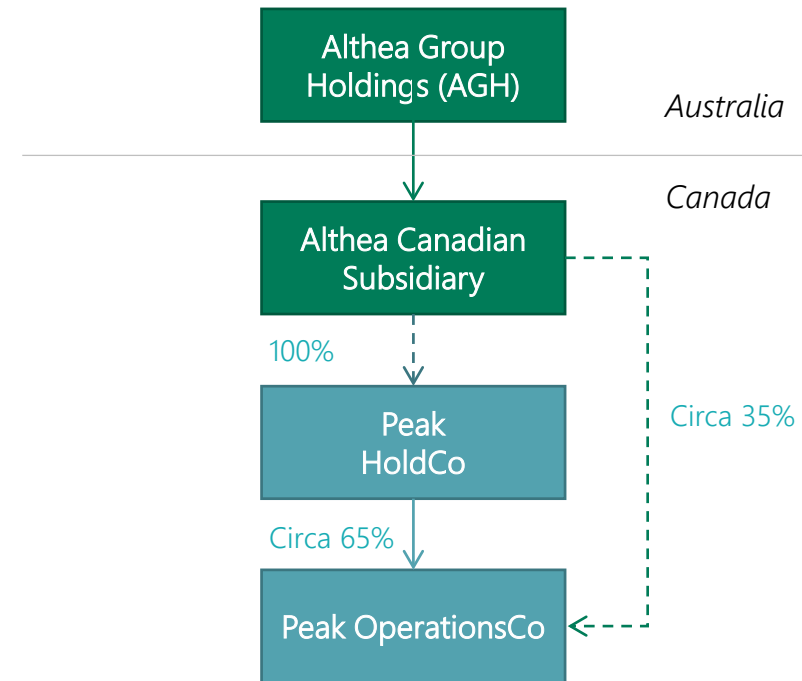 Althea Group
Holdings (AGH)
Australia
Canada
Althea Canadian
Subsidiary
100%
Peak
HoldCo
Circa 35%
Circa 65%
Peak OperationsCo